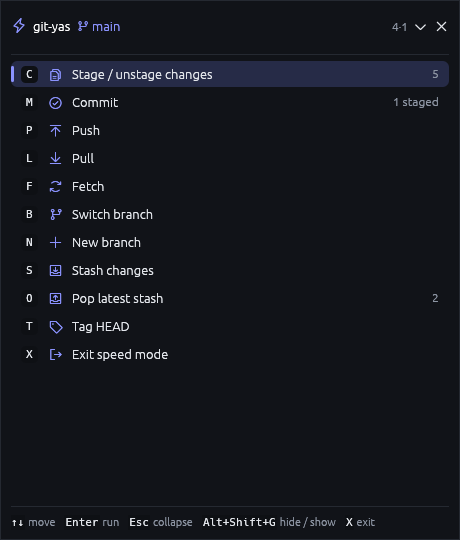 git-yas main 4·1
C Stage / unstage changes 5
M Commit 1 staged
P Push
L Pull
F Fetch
B Switch branch
N New branch
S Stash changes
O Pop latest stash 2
T Tag HEAD
X Exit speed mode
↑↓ move Enter run Esc collapse Alt+Shift+G hide / show X exit